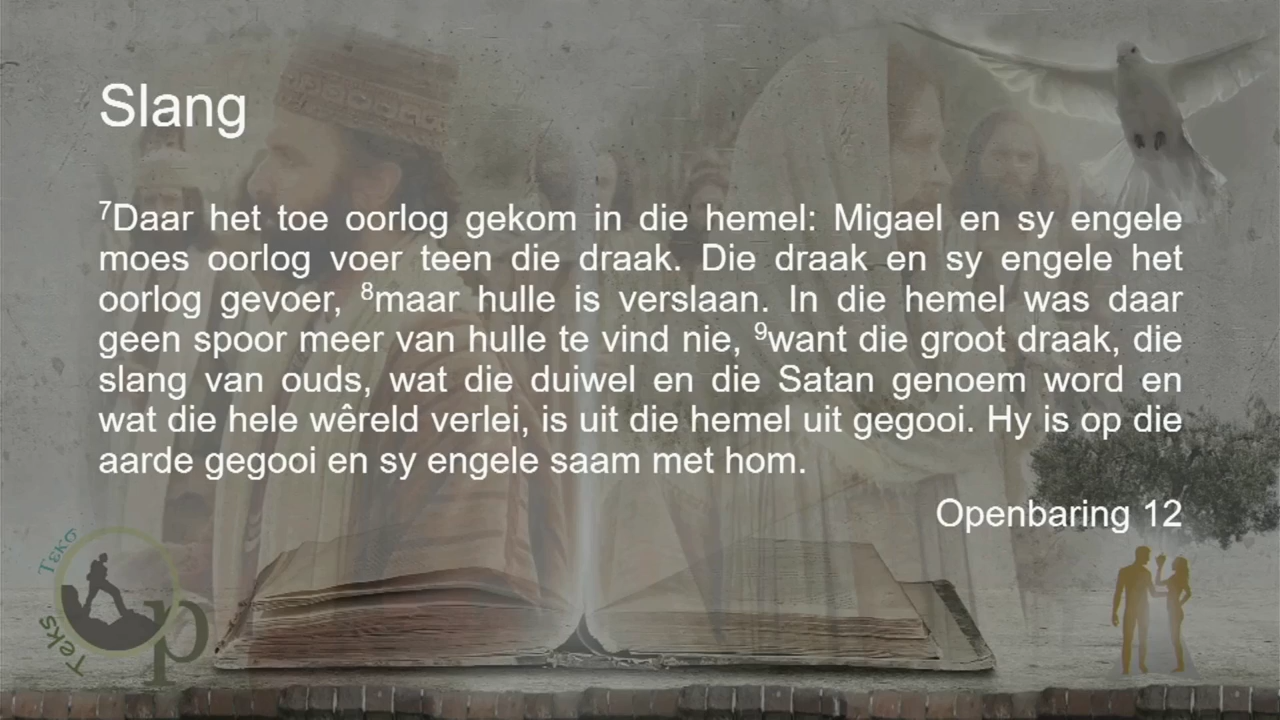 Slang
⁷Daar het toe oorlog gekom in die hemel: Migael en sy engele
moes oorlog voer teen die draak. Die draak en sy engele het
oorlog gevoer, ⁸maar hulle is verslaan. In die hemel was daar
geen spoor meer van hulle te vind nie, ⁹want die groot draak, die
slang van ouds, wat die duiwel en die Satan genoem word en
wat die hele wêreld verlei, is uit die hemel uit gegooi. Hy is op die
aarde gegooi en sy engele saam met hom.
Openbaring 12
Teko
Op
Teks